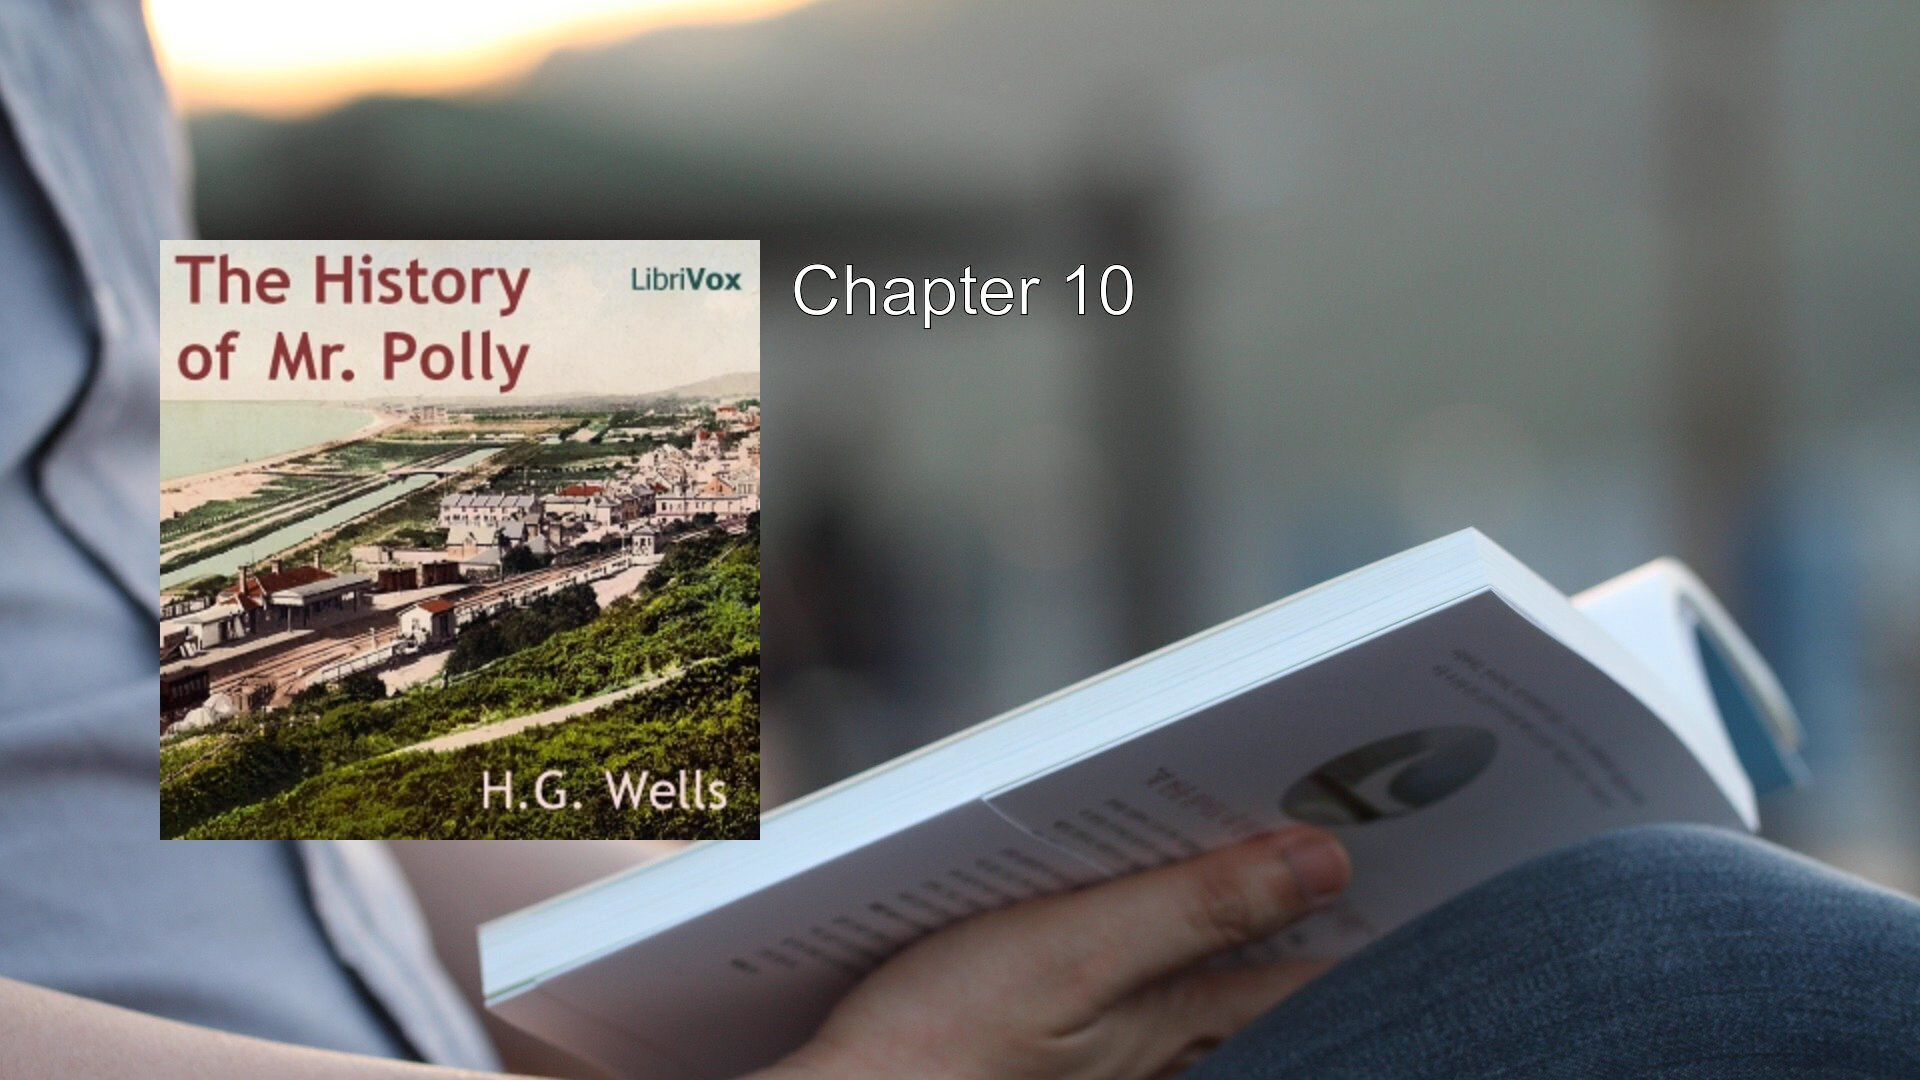 The History
of Mr. Polly
LibriVox
H.G. Wells
Chapter 10